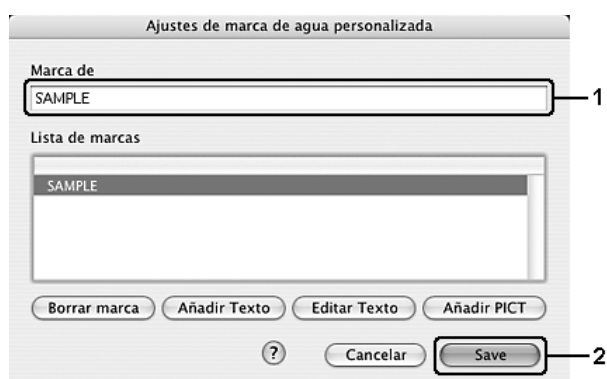 Ajustes de marca de agua personalizada
Marca de
SAMPLE
1
Lista de marcas
SAMPLE
Borrar marca Añadir Texto Editar Texto Añadir PICT
? Cancelar Save 2